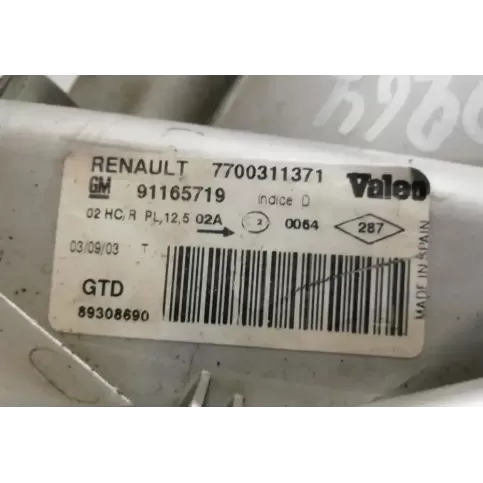 RENAULT 7700311371 Valeo
GM 91165719 indice D
02 HC/R PL,12,5 02A → 2 0064 287
03/09/03 T
GTD
89308690
MADE IN SPAIN